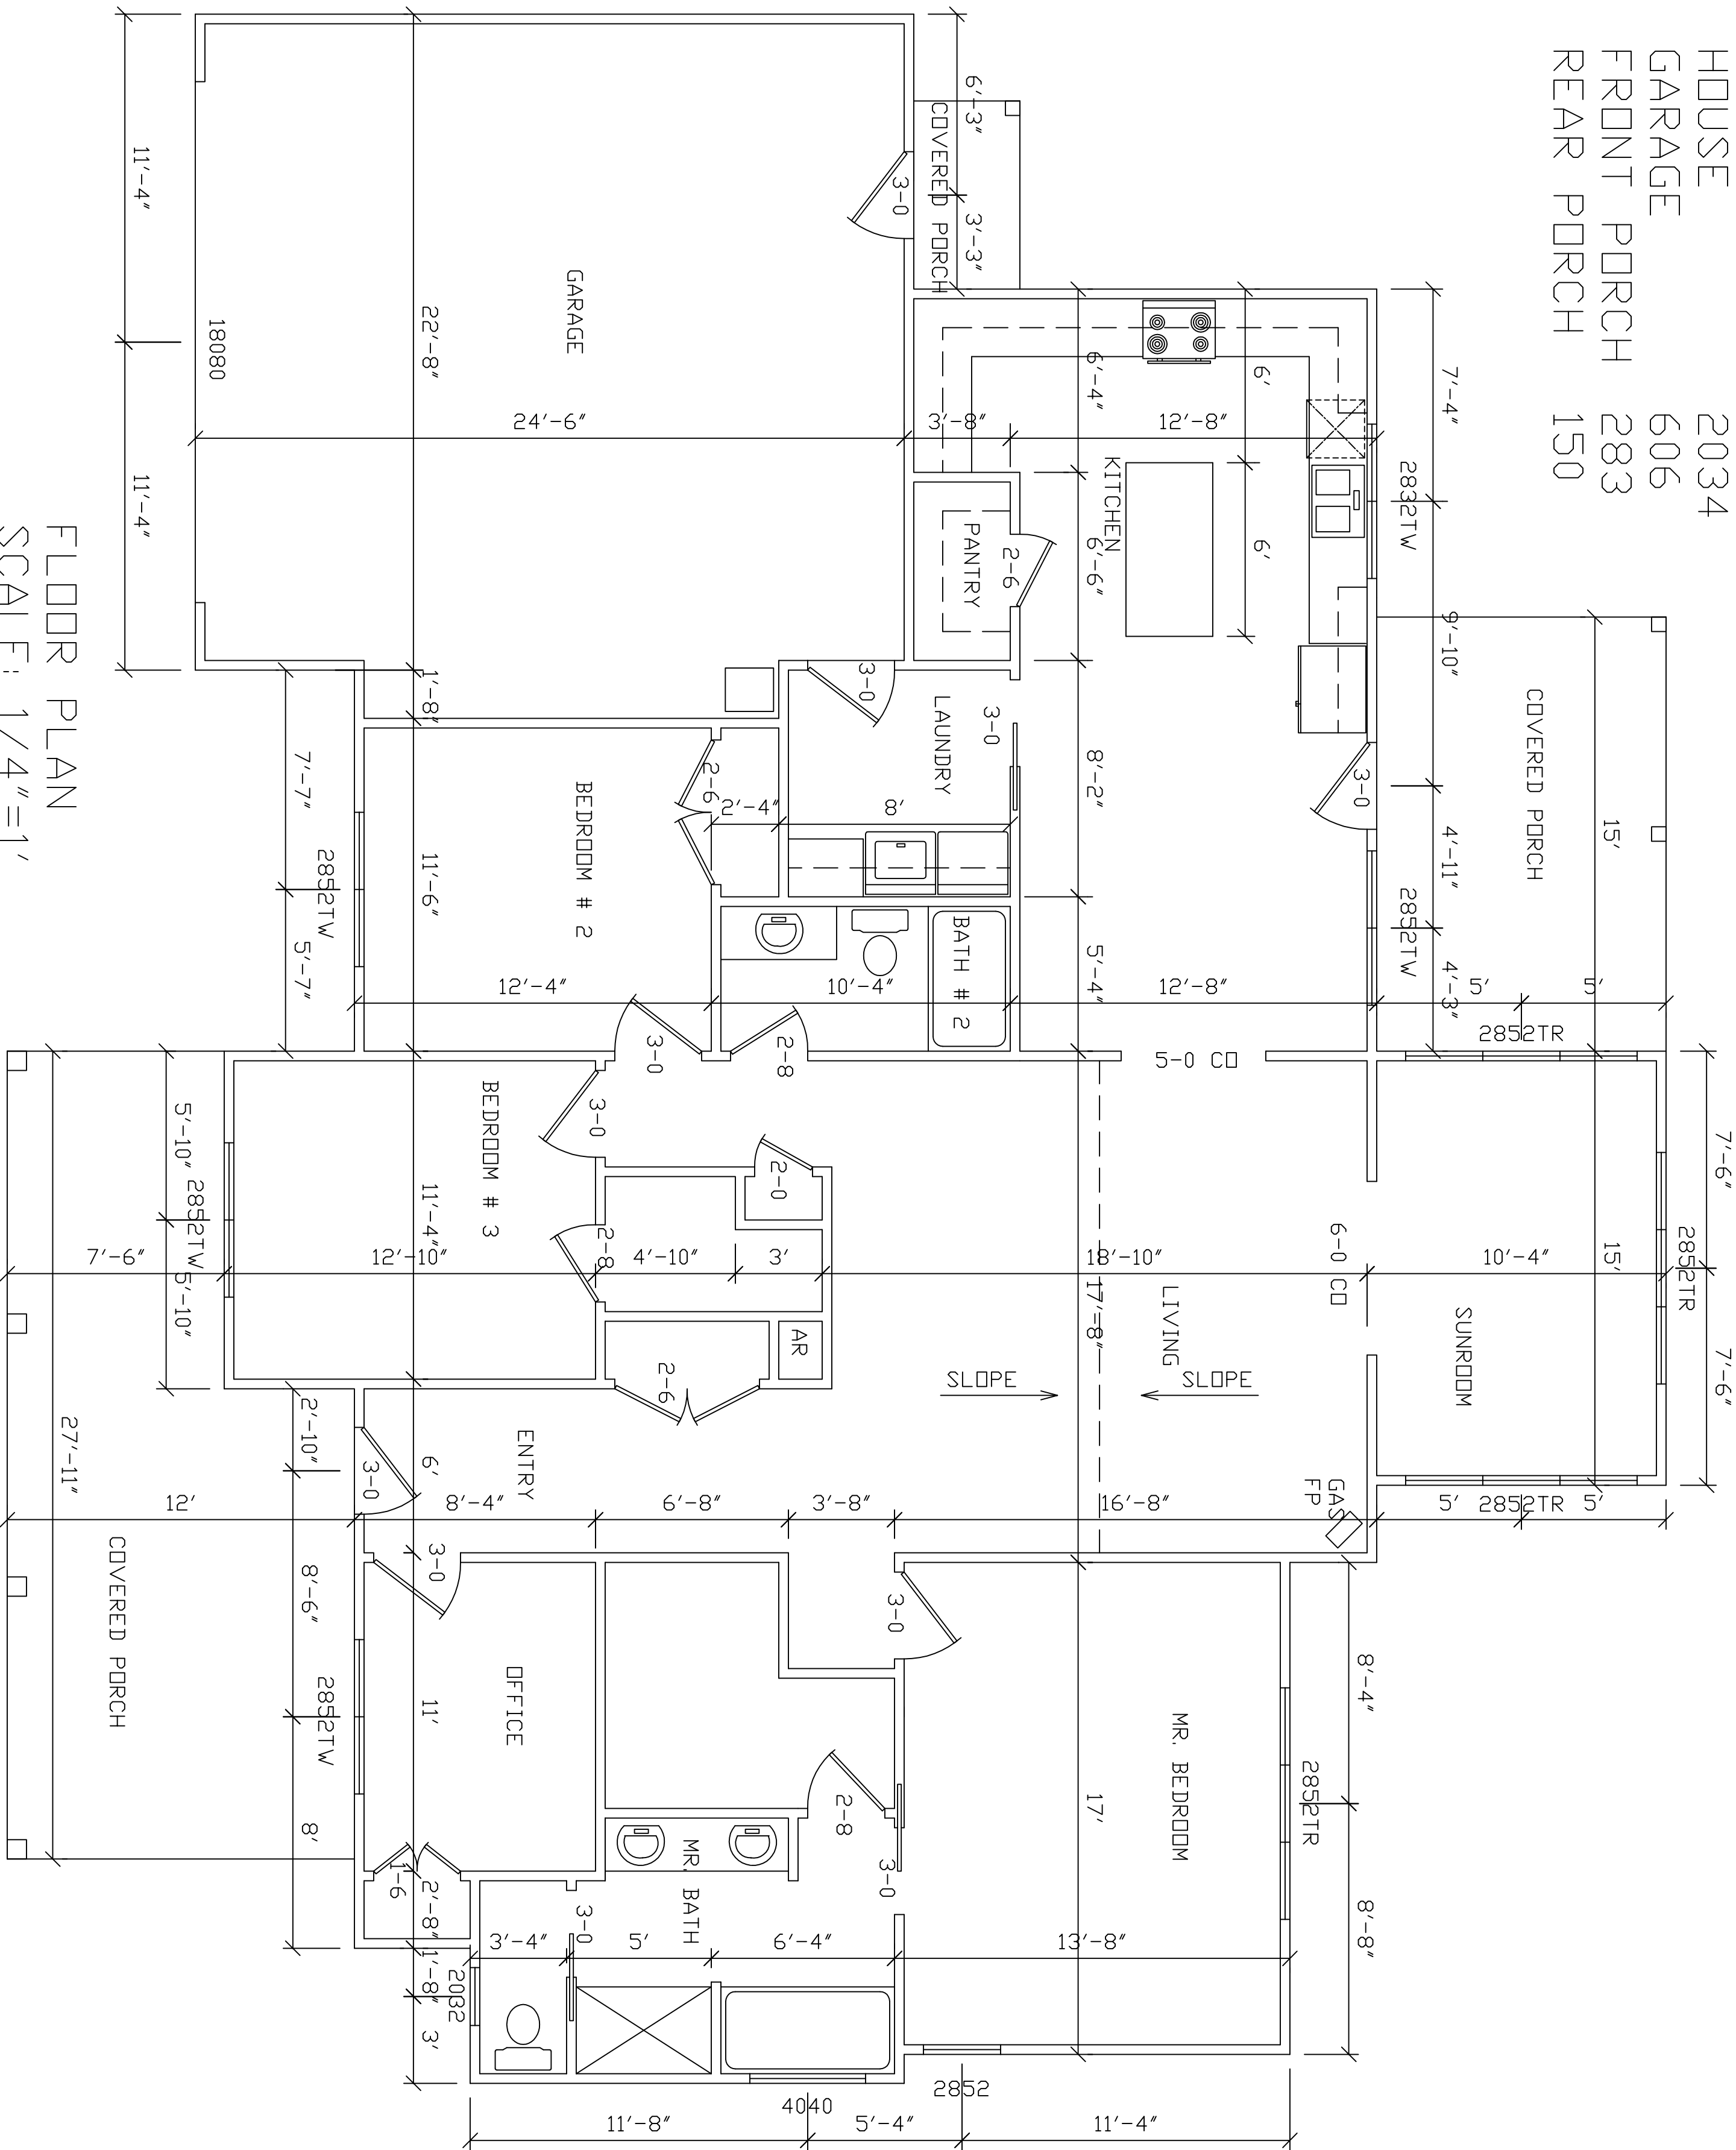 HOUSE 2034
GARAGE 606
FRONT PORCH 283
REAR PORCH 150
7'-6"
7'-6"
2852TR
15'
15'
COVERED PORCH
5'
5'
2852TR
10'-4"
SUNROOM
5'
2852TR
5'
7'-4"
9'-10"
4'-11"
4'-3"
2832TW
2852TW
3-0
6-0 CO
GAS
FP
8'-4"
8'-8"
2852TR
6'
6'
12'-8"
12'-8"
5-0 CO
18'-10"
16'-8"
LIVING
MR. BEDROOM
KITCHEN
6'-4"
6'-6"
8'-2"
5'-4"
17'-8"
17'
SLOPE
SLOPE
6'-3"
3'-3"
COVERED PORCH
3'-8"
PANTRY
2-6
3-0
LAUNDRY
8'
BATH # 2
10'-4"
3-0
3-0
2-8
2-0
3'
AR
3'-8"
3-0
2-8
3-0
13'-8"
2852
4040
11'-4"
5'-4"
11'-8"
GARAGE
24'-6"
2'-4"
2-6
BEDROOM # 2
12'-4"
3-0
3-0
4'-10"
2-8
2-6
6'-8"
MR. BATH
6'-4"
5'
3-0
3'-4"
BEDROOM # 3
12'-10"
ENTRY
8'-4"
OFFICE
22'-8"
1'-8"
11'-6"
11'-4"
6'
3-0
11'
1-6
2'-8"
1'-8"
3'
2032
3-0
18080
2852TW
7'-7"
5'-7"
2'-10"
8'-6"
8'
2852TW
2852TW
5'-10"
5'-10"
11'-4"
11'-4"
7'-6"
12'
COVERED PORCH
27'-11"
FLOOR PLAN
SCALE: 1/4"=1'